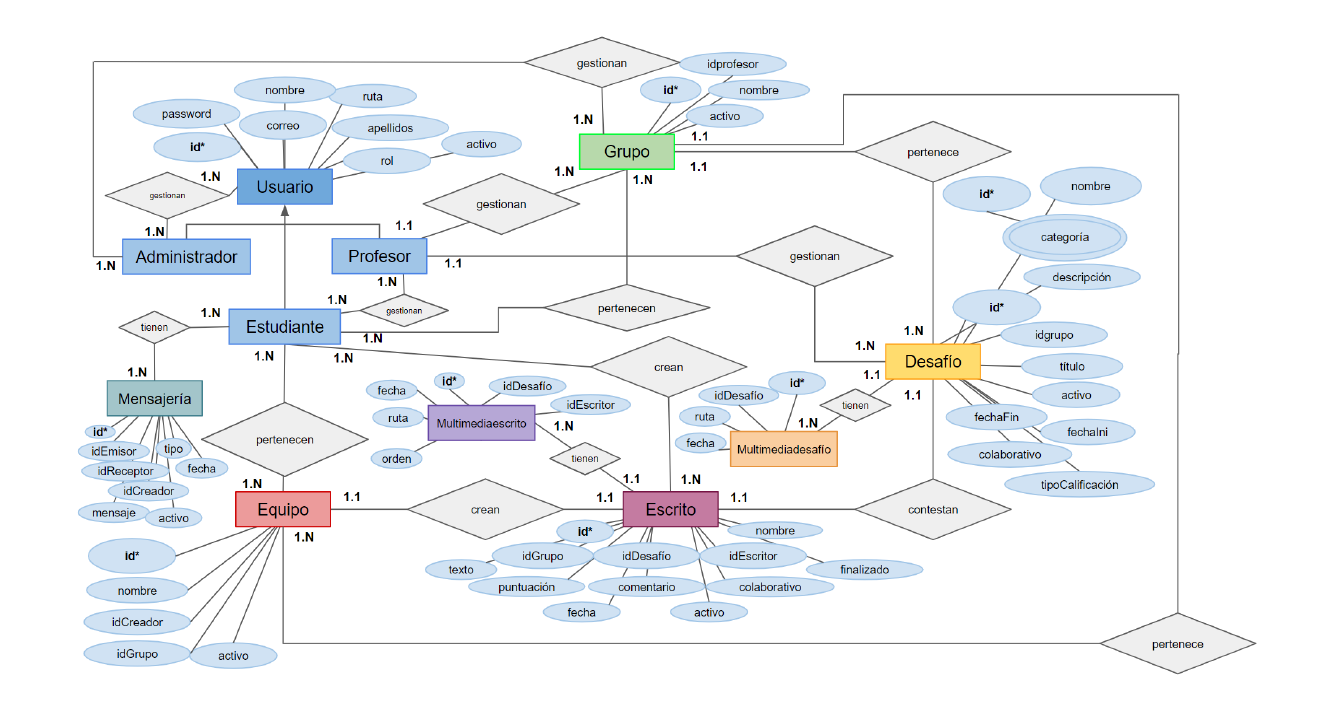 gestionan
idprofesor
nombre
id*
nombre
ruta
password
correo
apellidos
activo
1.N
1.1
activo
id*
Grupo
pertenece
rol
1.N
1.N
1.N
1.1
Usuario
id*
nombre
gestionan
gestionan
1.N
1.1
categoría
Administrador
Profesor
gestionan
1.N
1.1
descripción
1.N
1.N
gestionan
id*
tienen
1.N
Estudiante
pertenecen
1.N
1.N
idgrupo
1.N
1.N
1.N
Desafío
crean
título
1.N
1.1
Mensajería
fecha
id*
idDesafío
idDesafío
id*
1.1
activo
idEscritor
tienen
ruta
Multimediaescrito
ruta
1.N
fechaFin
id*
1.N
fechaIni
idEmisor
tipo
pertenecen
fecha
Multimediadesafío
colaborativo
idReceptor
fecha
orden
tienen
idCreador
1.N
1.1
1.1
1.1
1.N
1.1
tipoCalificación
mensaje
activo
Equipo
crean
Escrito
contestan
1.N
id*
nombre
id*
idGrupo
idDesafío
idEscritor
texto
finalizado
nombre
puntuación
comentario
colaborativo
idCreador
fecha
activo
idGrupo
activo
pertenece